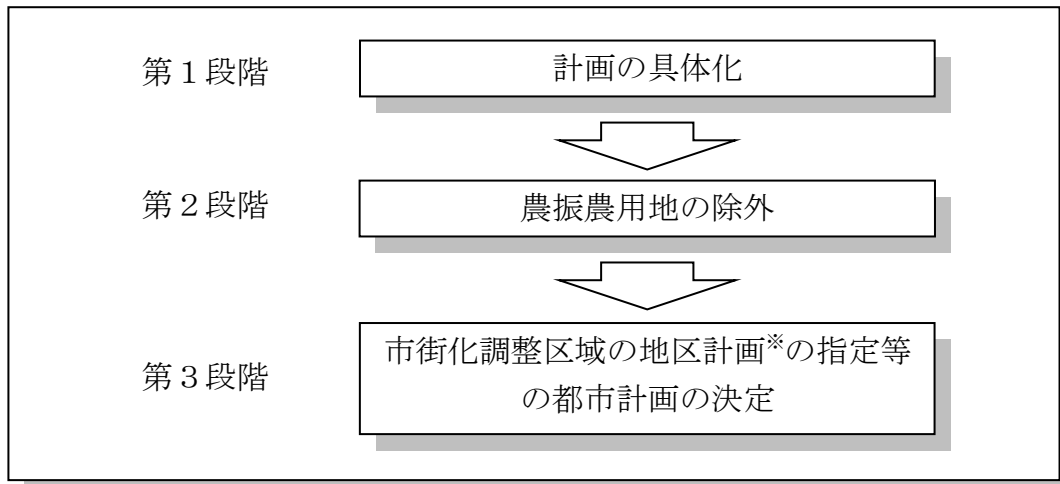 第１段階
計画の具体化
第２段階
農振農用地の除外
第３段階
市街化調整区域の地区計画※の指定等
の都市計画の決定